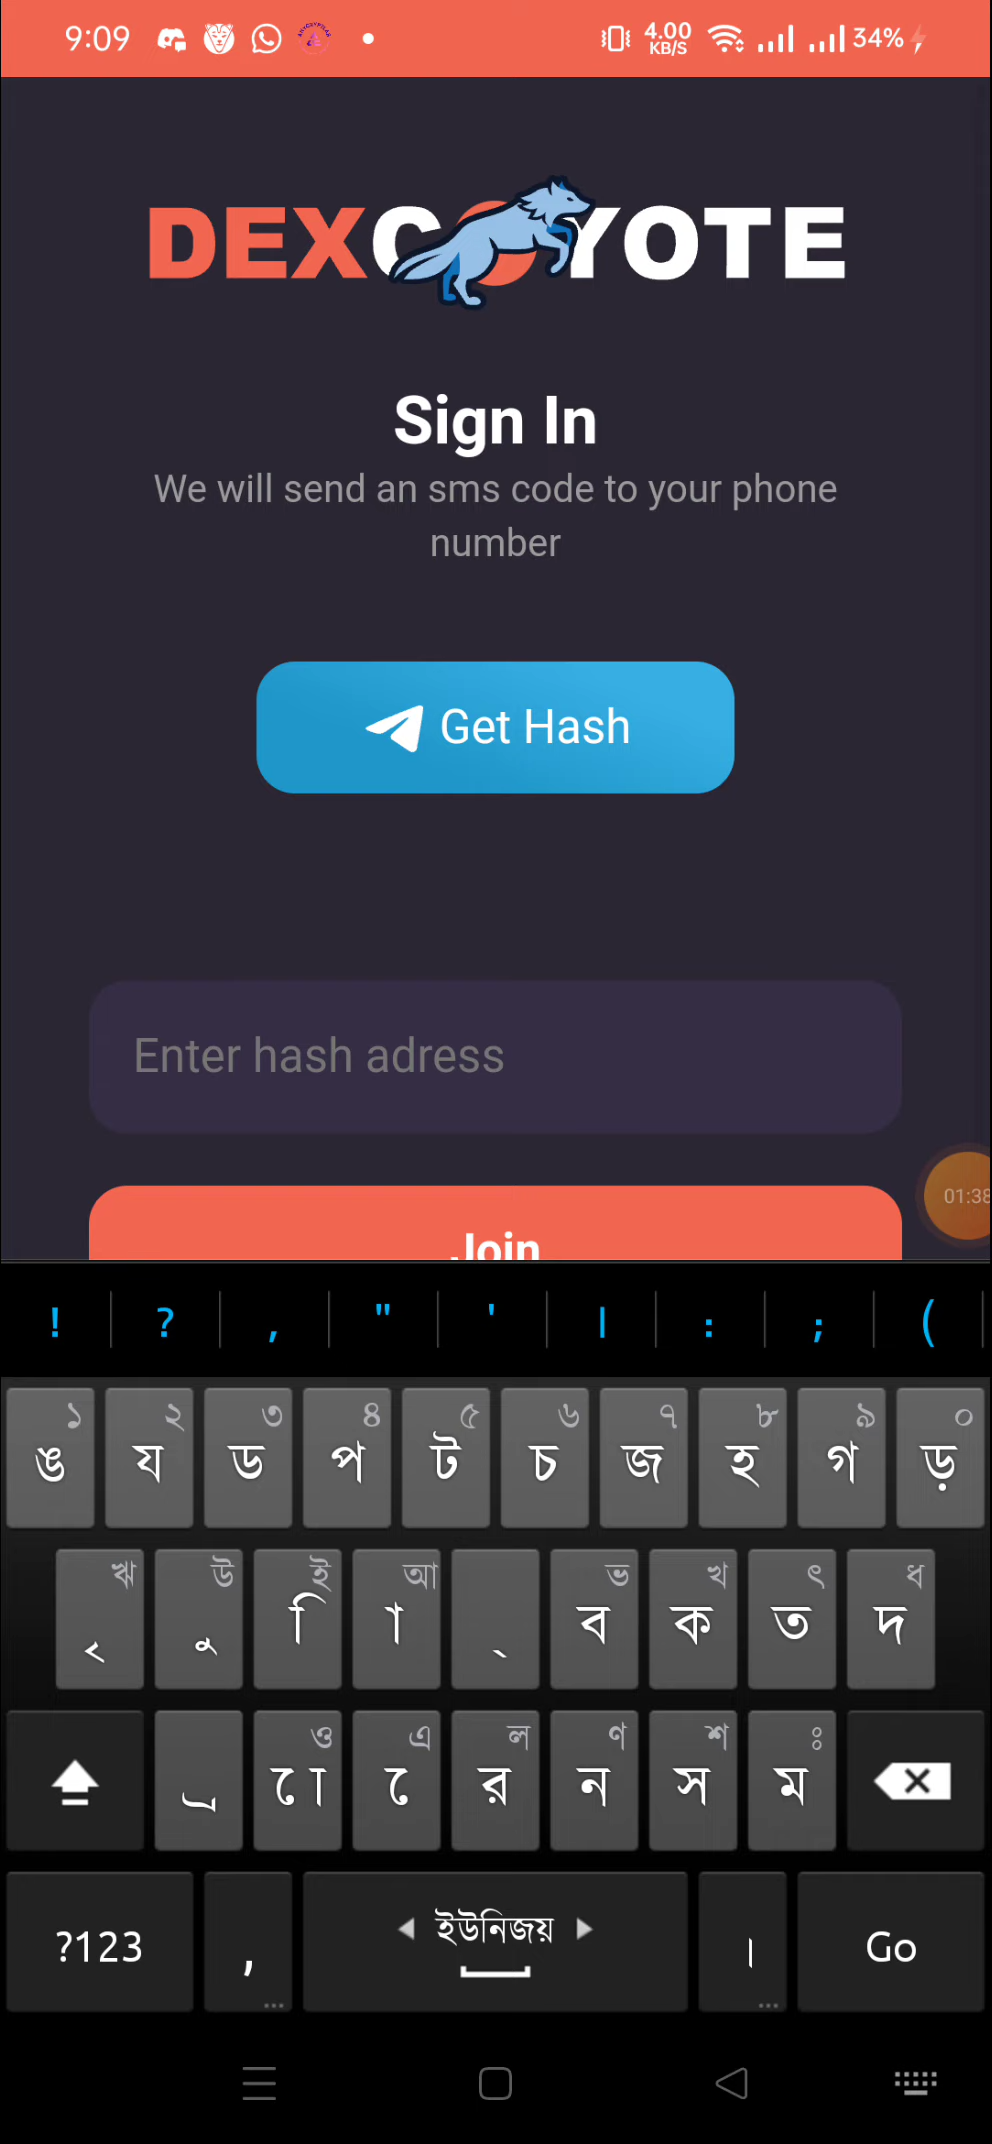 9:09 4.00 KB/S 34%
DEXCOYOTE
Sign In
We will send an sms code to your phone
number
Get Hash
Enter hash adress
01:38
Join
! ? , " ' | : ; (
১ ২ ৩ ৪ ৫ ৬ ৭ ৮ ৯ ০
ঙ য ড প ট চ জ হ গ ড়
ঋ উ ই আ ভ খ ৎ ধ
ৃ ু ি া ্ ব ক ত দ
ও এ ল ণ শ ঃ
্র ো ে র ন স ম
?123 , ইউনিজয় । Go